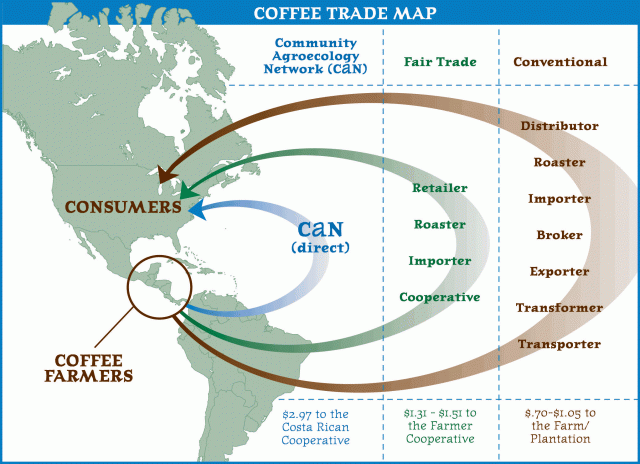 COFFEE TRADE MAP
Community
Agroecology
Network (CaN)
Fair Trade
Conventional
Distributor
Roaster
Importer
Broker
Exporter
Transformer
Transporter
Retailer
Roaster
Importer
Cooperative
CaN
(direct)
CONSUMERS
COFFEE
FARMERS
$2.97 to the
Costa Rican
Cooperative
$1.31 - $1.51 to
the Farmer
Cooperative
$.70-$1.05 to
the Farm/
Plantation